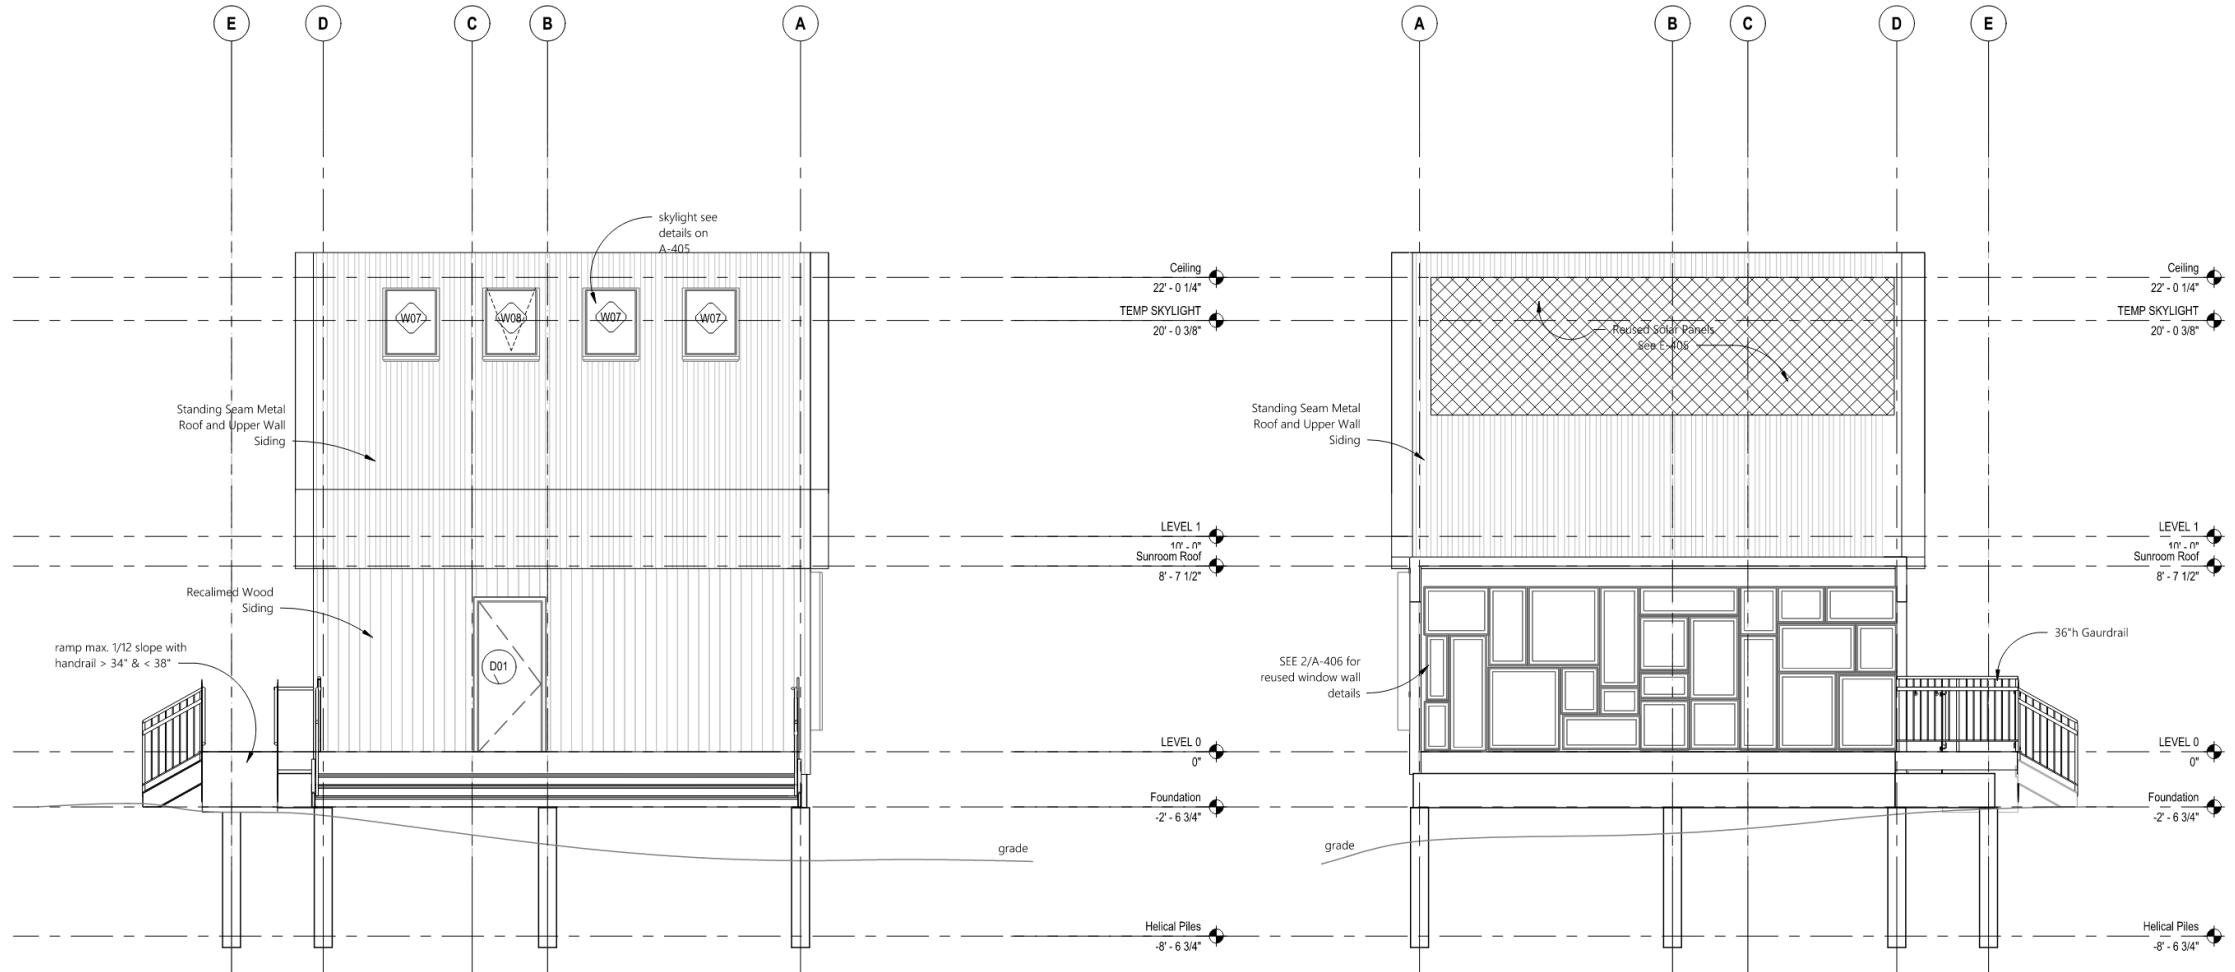 E
D
C
B
A
A
B
C
D
E
skylight see
details on
A-405
Ceiling
22' - 0 1/4"
TEMP SKYLIGHT
20' - 0 3/8"
W07
W08
W07
W07
Standing Seam Metal
Roof and Upper Wall
Siding
LEVEL 1
10' - 0"
Sunroom Roof
8' - 7 1/2"
Recalimed Wood
Siding
ramp max. 1/12 slope with
handrail > 34" & < 38"
D01
LEVEL 0
0"
Foundation
-2' - 6 3/4"
grade
Helical Piles
-8' - 6 3/4"
Ceiling
22' - 0 1/4"
TEMP SKYLIGHT
20' - 0 3/8"
Reused Solar Panels
See E-405
Standing Seam Metal
Roof and Upper Wall
Siding
LEVEL 1
10' - 0"
Sunroom Roof
8' - 7 1/2"
36"h Gaurdrail
SEE 2/A-406 for
reused window wall
details
LEVEL 0
0"
Foundation
-2' - 6 3/4"
grade
Helical Piles
-8' - 6 3/4"